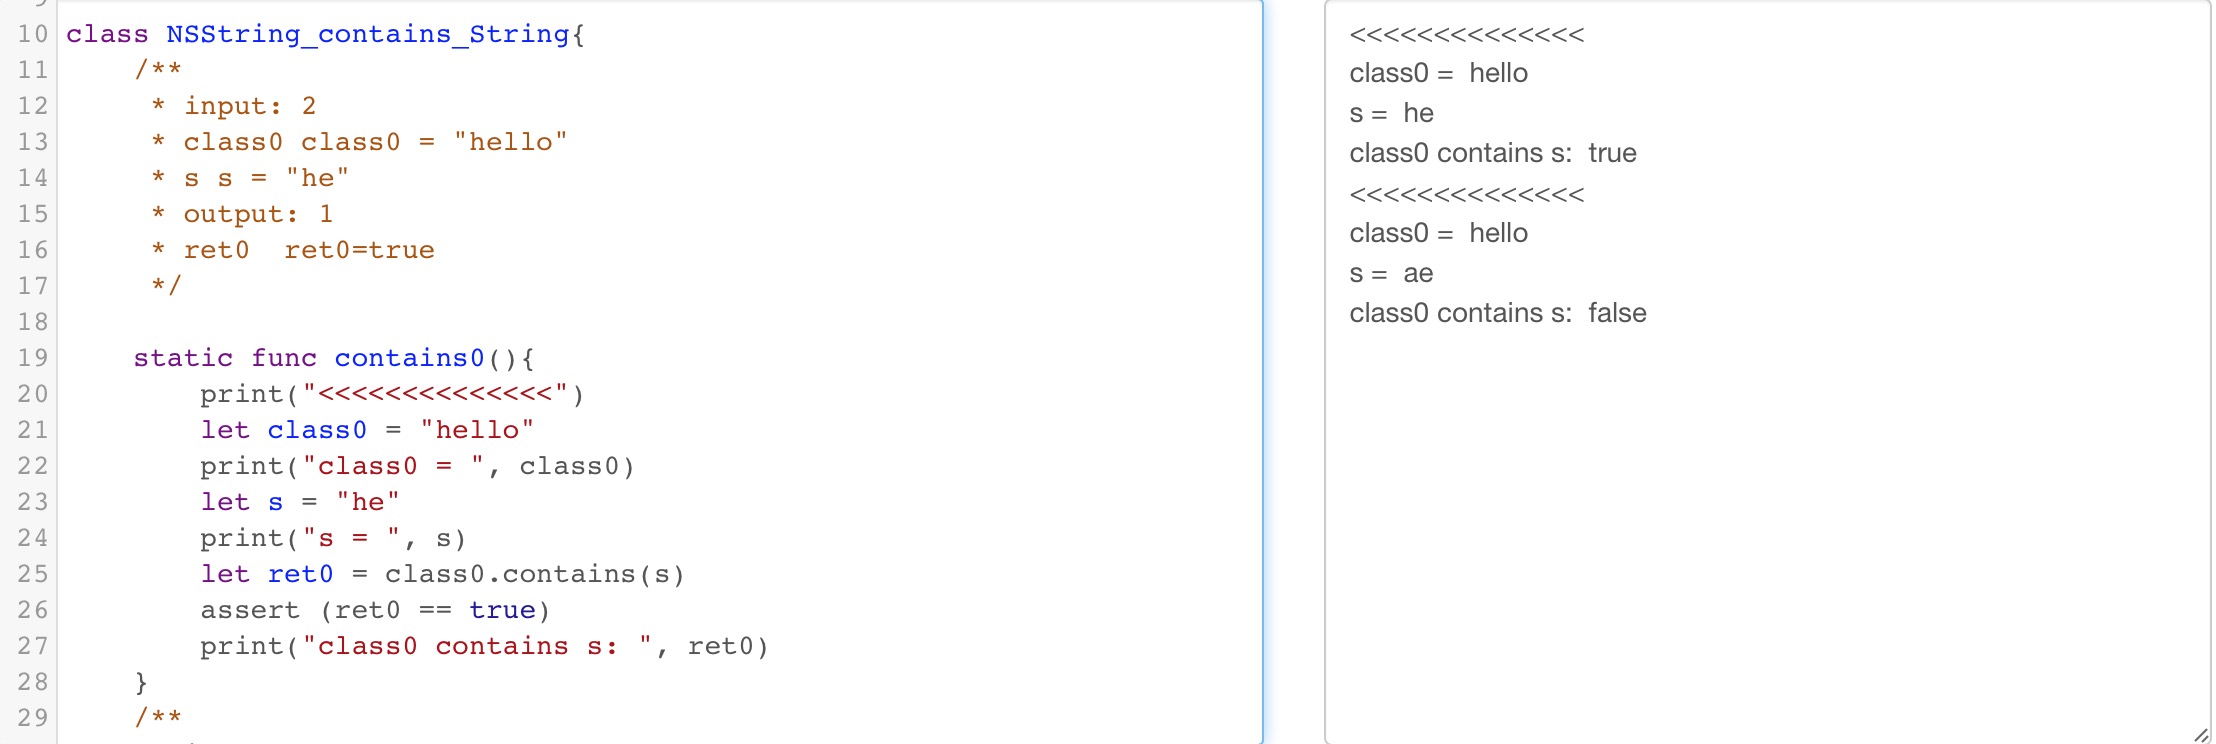 10 class NSString_contains_String{
11     /**
12      * input: 2
13      * class0 class0 = "hello"
14      * s s = "he"
15      * output: 1
16      * ret0  ret0=true
17      */
18
19     static func contains0(){
20         print("<<<<<<<<<<<<<<")
21         let class0 = "hello"
22         print("class0 = ", class0)
23         let s = "he"
24         print("s = ", s)
25         let ret0 = class0.contains(s)
26         assert (ret0 == true)
27         print("class0 contains s: ", ret0)
28     }
29     /**
<<<<<<<<<<<<<<
class0 =  hello
s =  he
class0 contains s:  true
<<<<<<<<<<<<<<
class0 =  hello
s =  ae
class0 contains s:  false